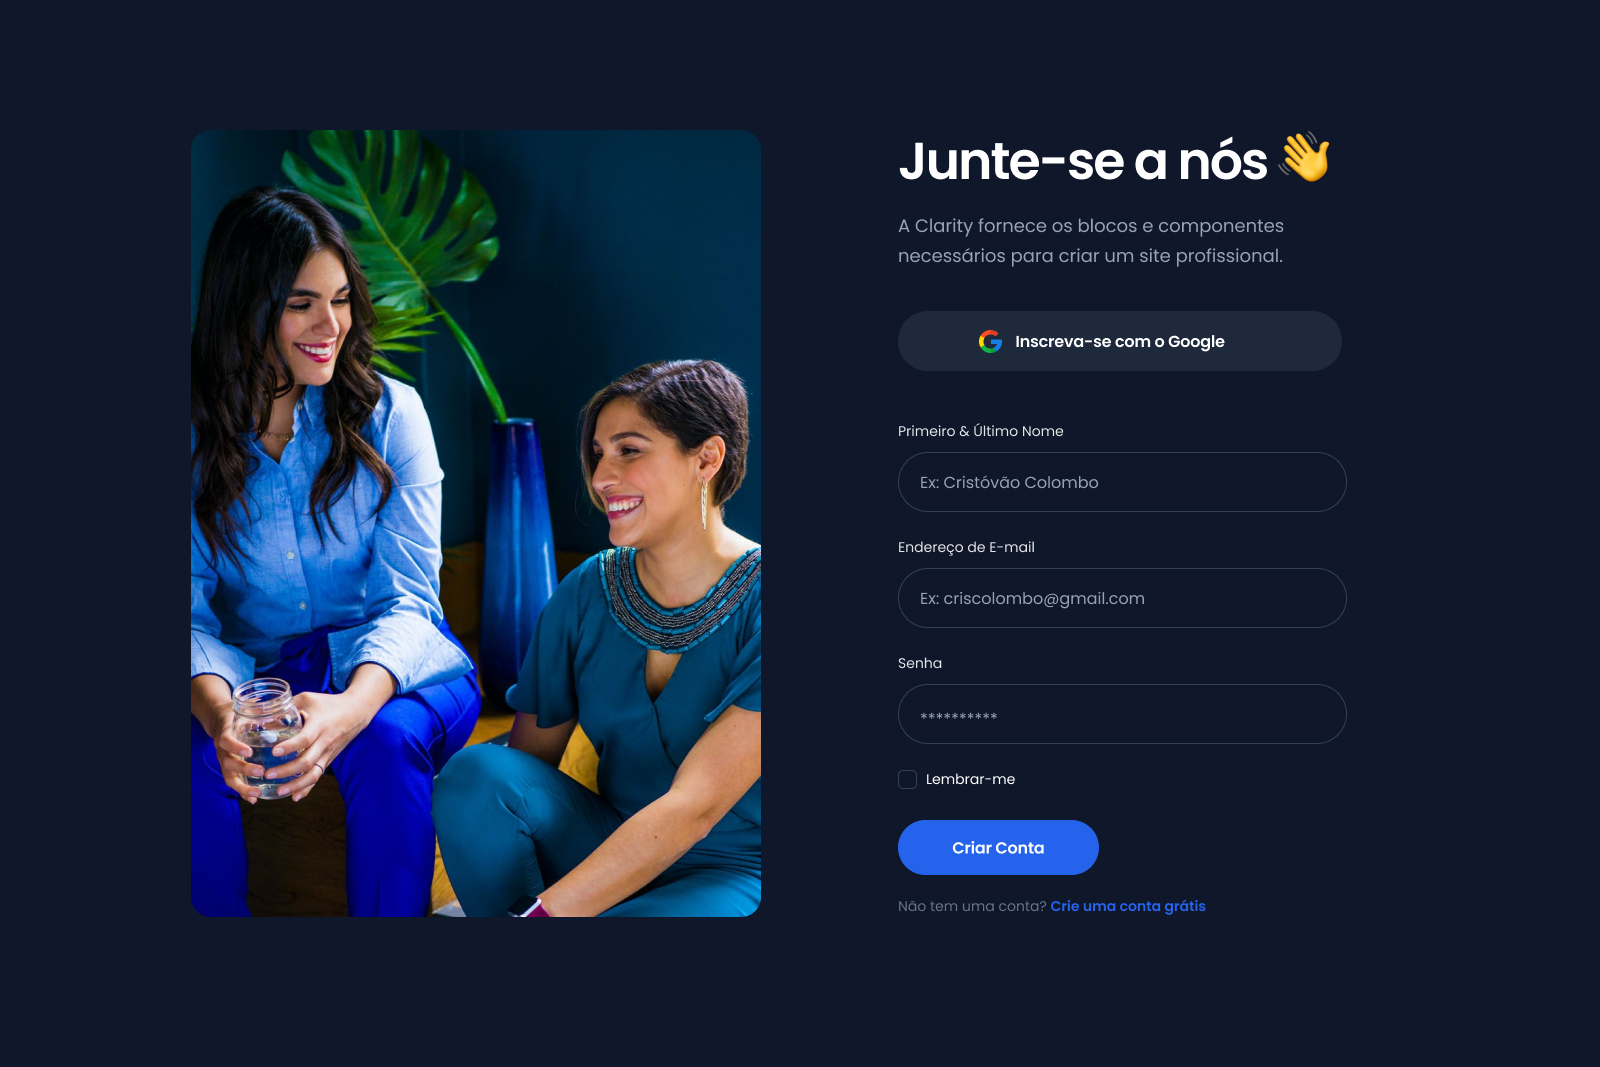 Junte-se a nós 👋
A Clarity fornece os blocos e componentes
necessários para criar um site profissional.
Inscreva-se com o Google
Primeiro & Último Nome
Ex: Cristóvão Colombo
Endereço de E-mail
Ex: criscolombo@gmail.com
Senha
**********
Lembrar-me
Criar Conta
Não tem uma conta? Crie uma conta grátis